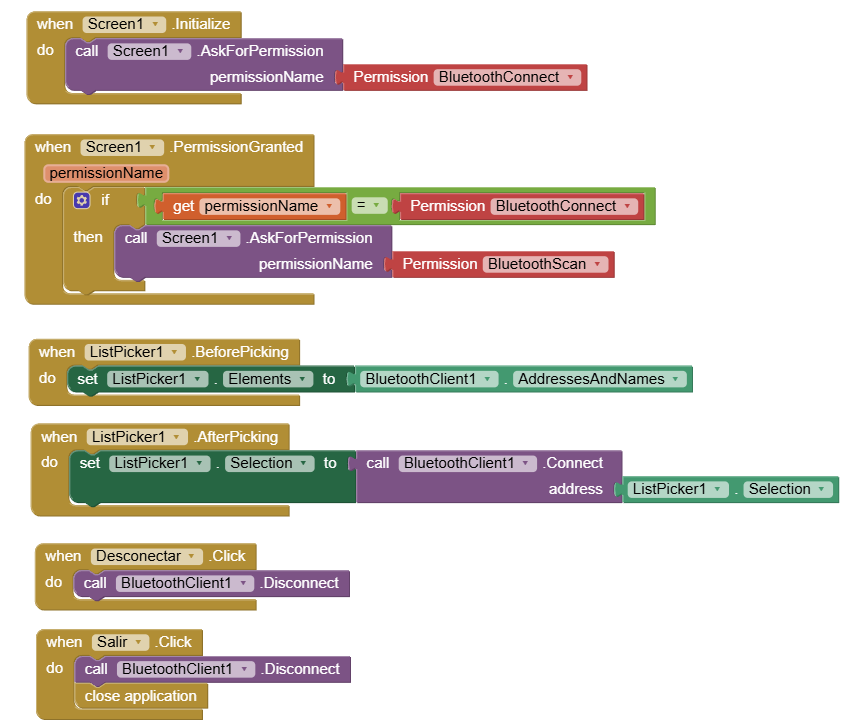 when Screen1 .Initialize
do call Screen1 .AskForPermission
permissionName Permission BluetoothConnect
when Screen1 .PermissionGranted
permissionName
do if get permissionName = Permission BluetoothConnect
then call Screen1 .AskForPermission
permissionName Permission BluetoothScan
when ListPicker1 .BeforePicking
do set ListPicker1 . Elements to BluetoothClient1 . AddressesAndNames
when ListPicker1 .AfterPicking
do set ListPicker1 . Selection to call BluetoothClient1 .Connect
address ListPicker1 . Selection
when Desconectar .Click
do call BluetoothClient1 .Disconnect
when Salir .Click
do call BluetoothClient1 .Disconnect
close application